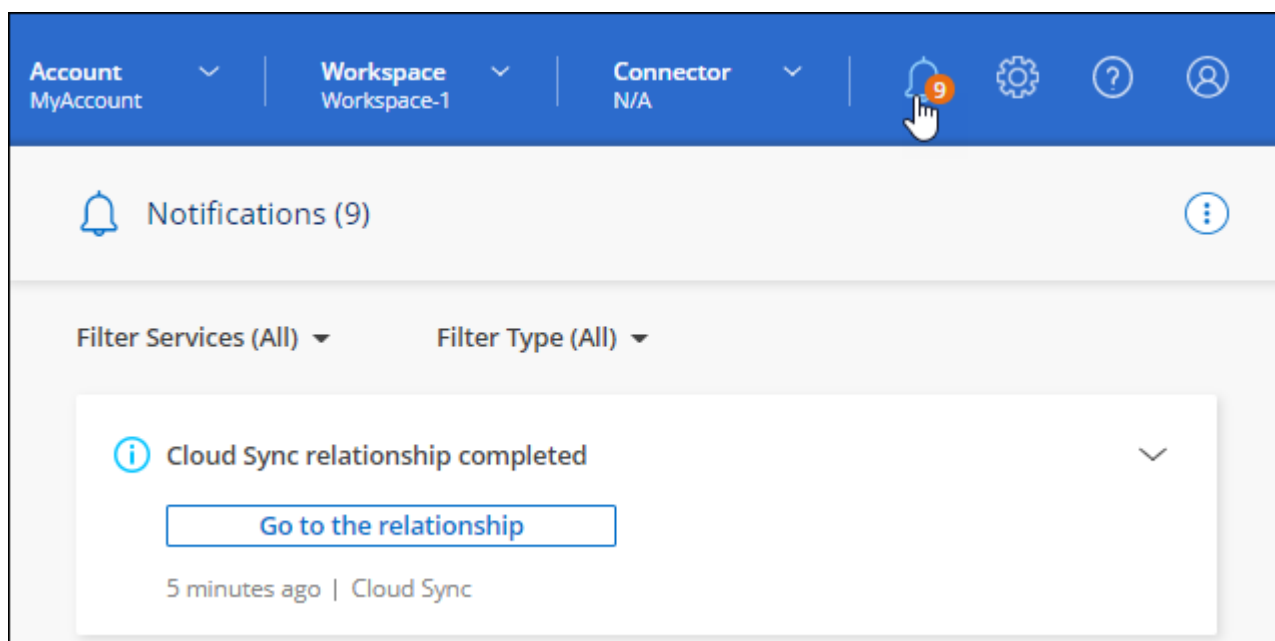 Account
MyAccount
Workspace
Workspace-1
Connector
N/A
9
?
Notifications (9)
Filter Services (All)
Filter Type (All)
i Cloud Sync relationship completed
Go to the relationship
5 minutes ago | Cloud Sync